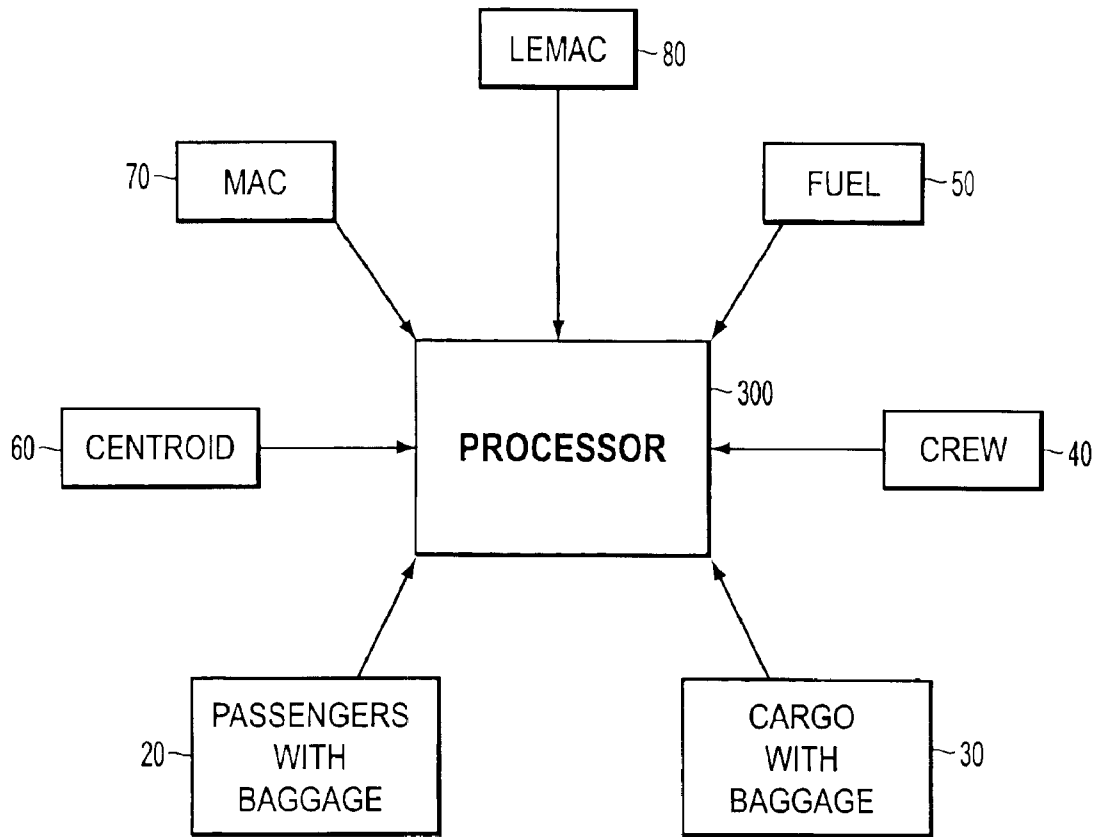 LEMAC
80
70
MAC
FUEL
50
300
60
CENTROID
PROCESSOR
CREW
40
PASSENGERS
WITH
BAGGAGE
20
CARGO
WITH
BAGGAGE
30